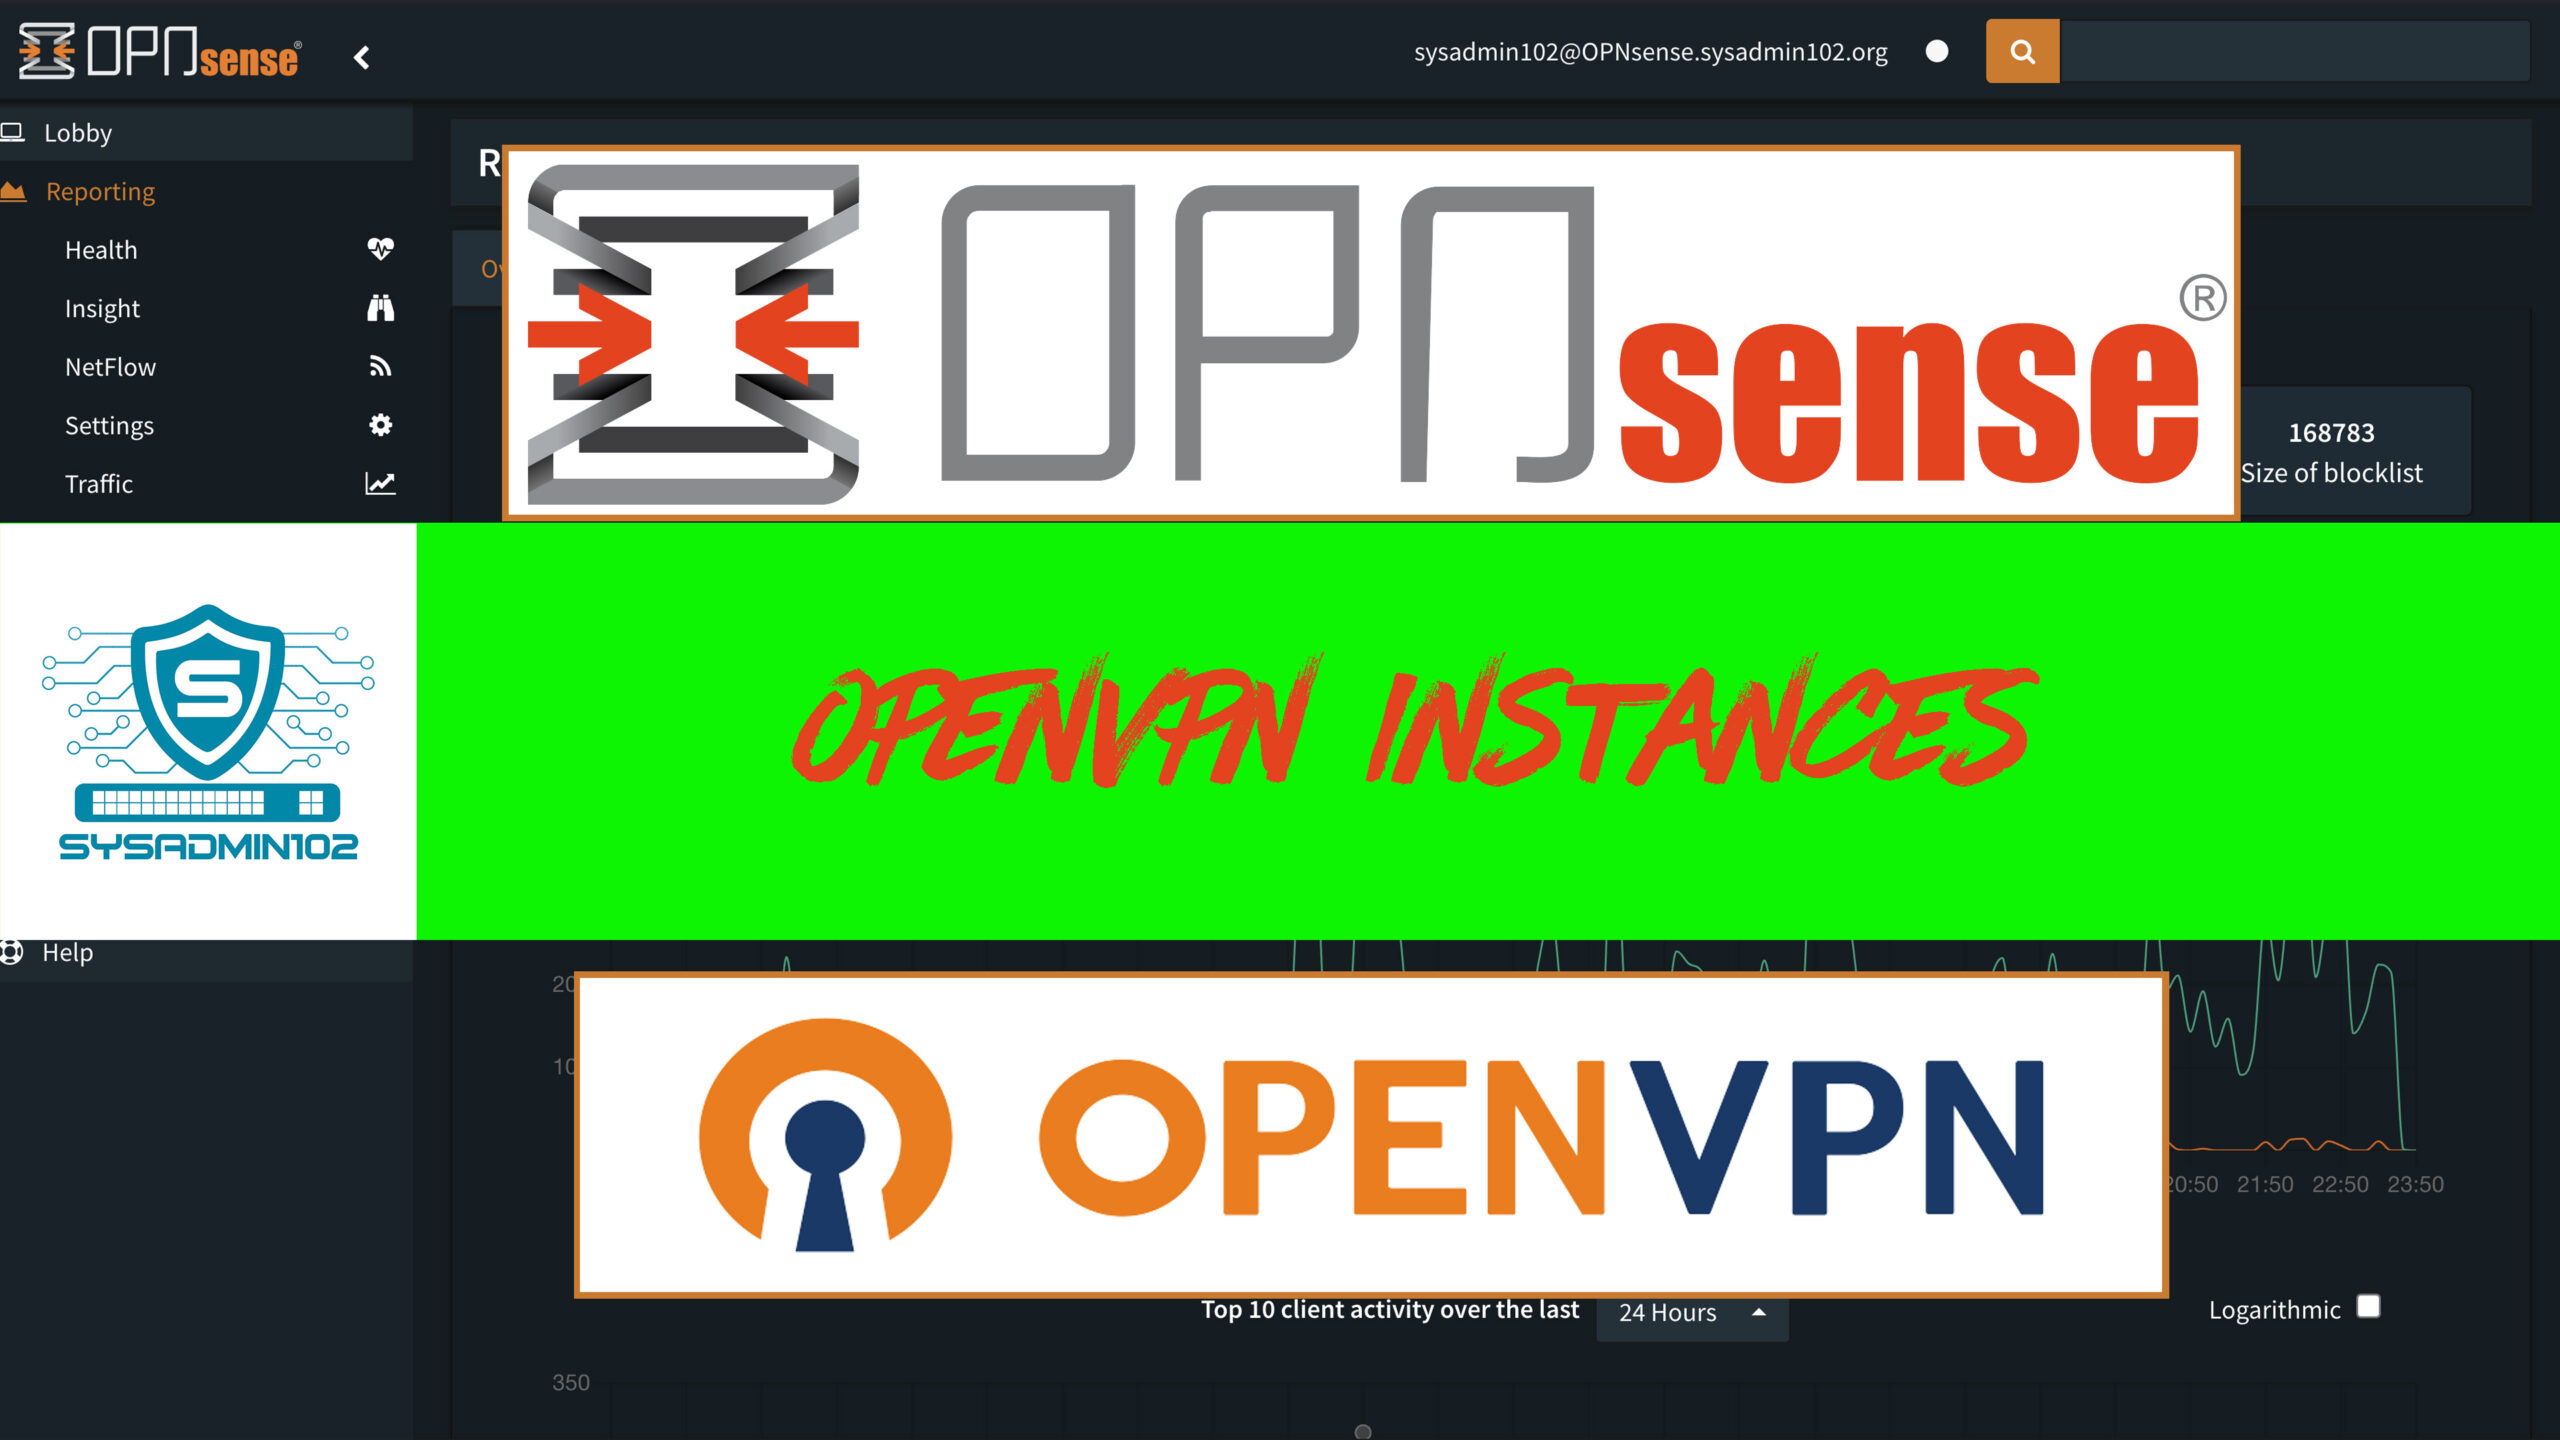 OPNsense®
sysadmin102@OPNsense.sysadmin102.org
Lobby
Reporting
Health
Insight
NetFlow
Settings
Traffic
OPNsense®
168783
Size of blocklist
OPENVPN INSTANCES
SYSADMIN102
Help
20
10
OPENVPN
20:50 21:50 22:50 23:50
Top 10 client activity over the last 24 Hours
Logarithmic
350